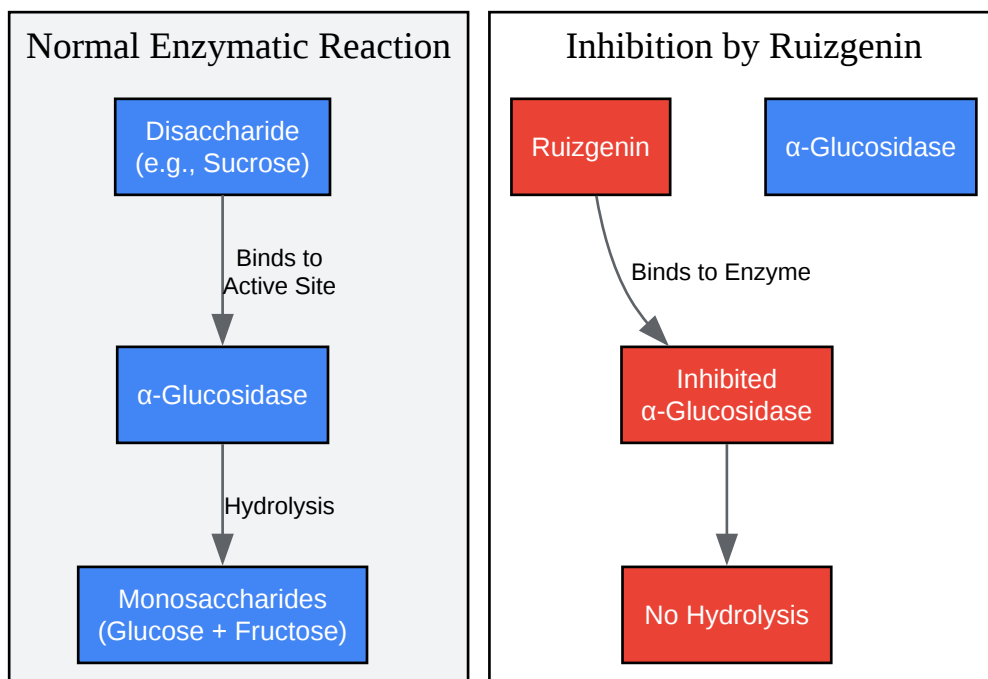 Normal Enzymatic Reaction
Disaccharide
(e.g., Sucrose)
Binds to
Active Site
α-Glucosidase
Hydrolysis
Monosaccharides
(Glucose + Fructose)
Inhibition by Ruizgenin
Ruizgenin
α-Glucosidase
Binds to Enzyme
Inhibited
α-Glucosidase
No Hydrolysis